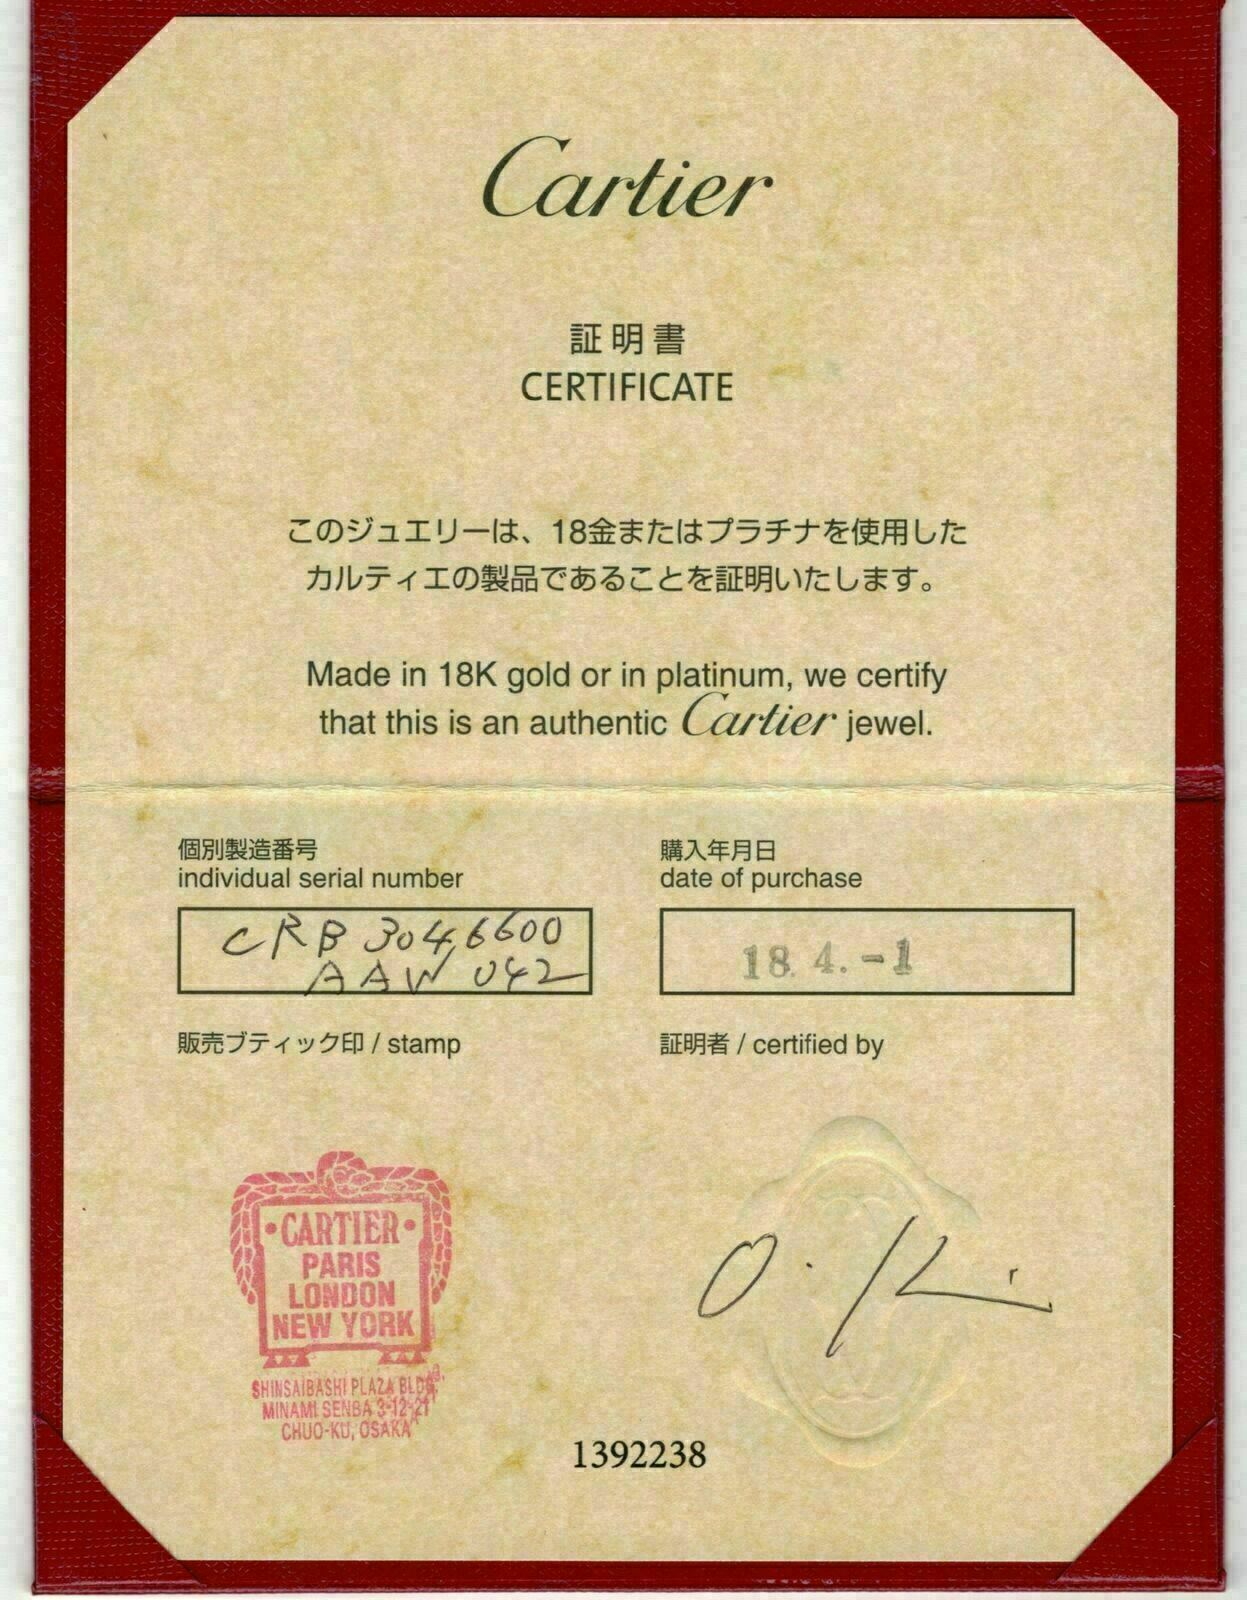 Cartier
証明書
CERTIFICATE
このジュエリーは、18金またはプラチナを使用した
カルティエの製品であることを証明いたします。
Made in 18K gold or in platinum, we certify
that this is an authentic Cartier jewel.
個別製造番号
individual serial number
CRB 3046600
AAW 042
購入年月日
date of purchase
18. 4. -1
販売ブティック印 / stamp
証明者 / certified by
·CARTIER·
PARIS
LONDON
NEW YORK
SHINSAIBASHI PLAZA BLDG,
MINAMI SENBA 3-12-21
CHUO-KU, OSAKA
1392238